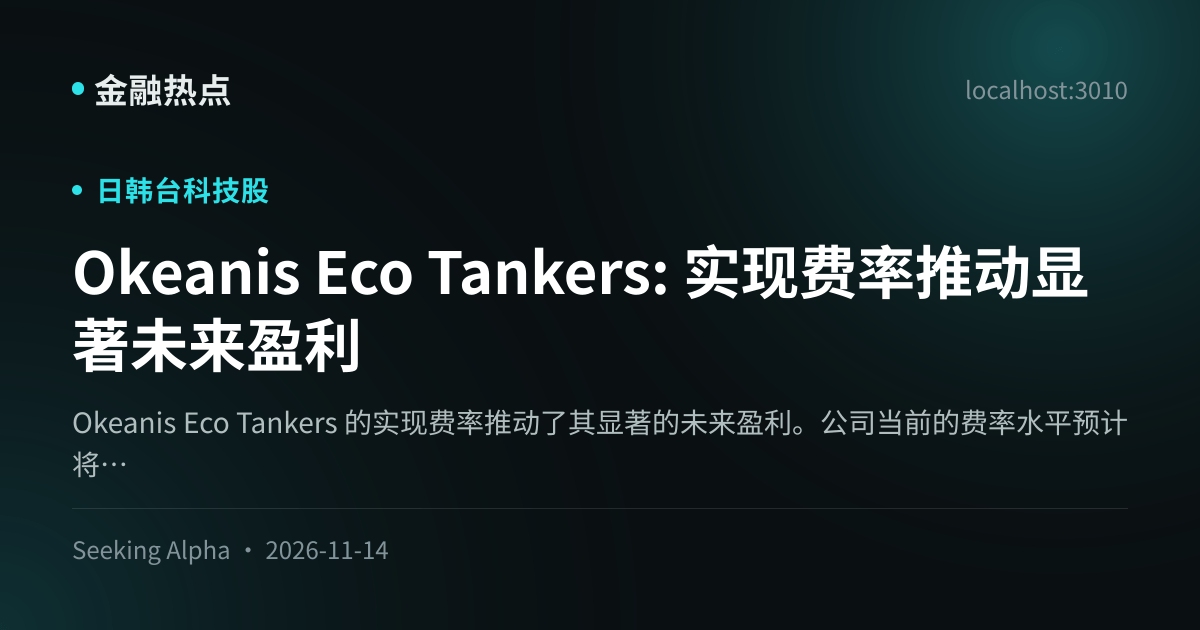 金融热点
localhost:3010
日韩台科技股
Okeanis Eco Tankers: 实现费率推动显
著未来盈利
Okeanis Eco Tankers 的实现费率推动了其显著的未来盈利。公司当前的费率水平预计
将…
Seeking Alpha · 2026-11-14